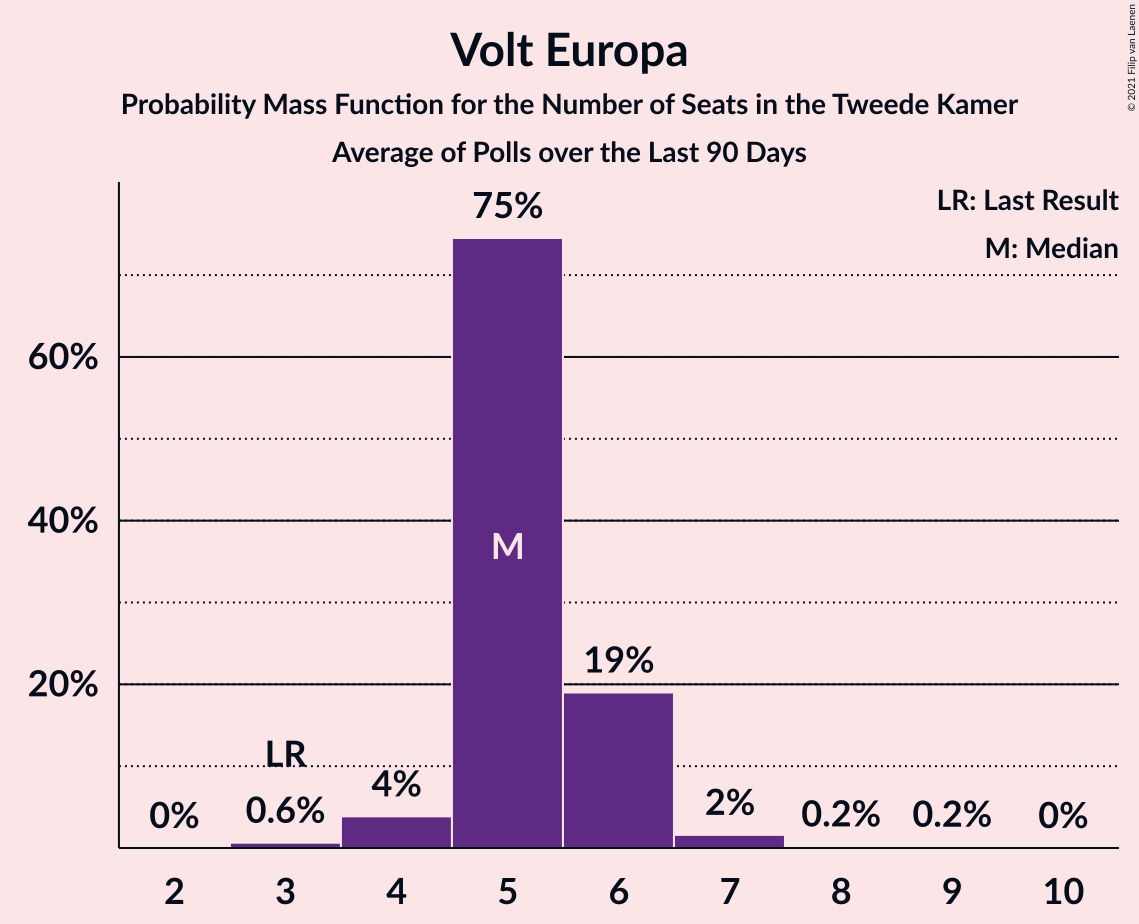 Volt Europa
Probability Mass Function for the Number of Seats in the Tweede Kamer
Average of Polls over the Last 90 Days
© 2021 Filip van Laenen
LR: Last Result
M: Median
75%
60%
40%
M
19%
20%
LR
4%
0%
0.6%
2%
0.2%
0.2%
0%
2 3 4 5 6 7 8 9 10